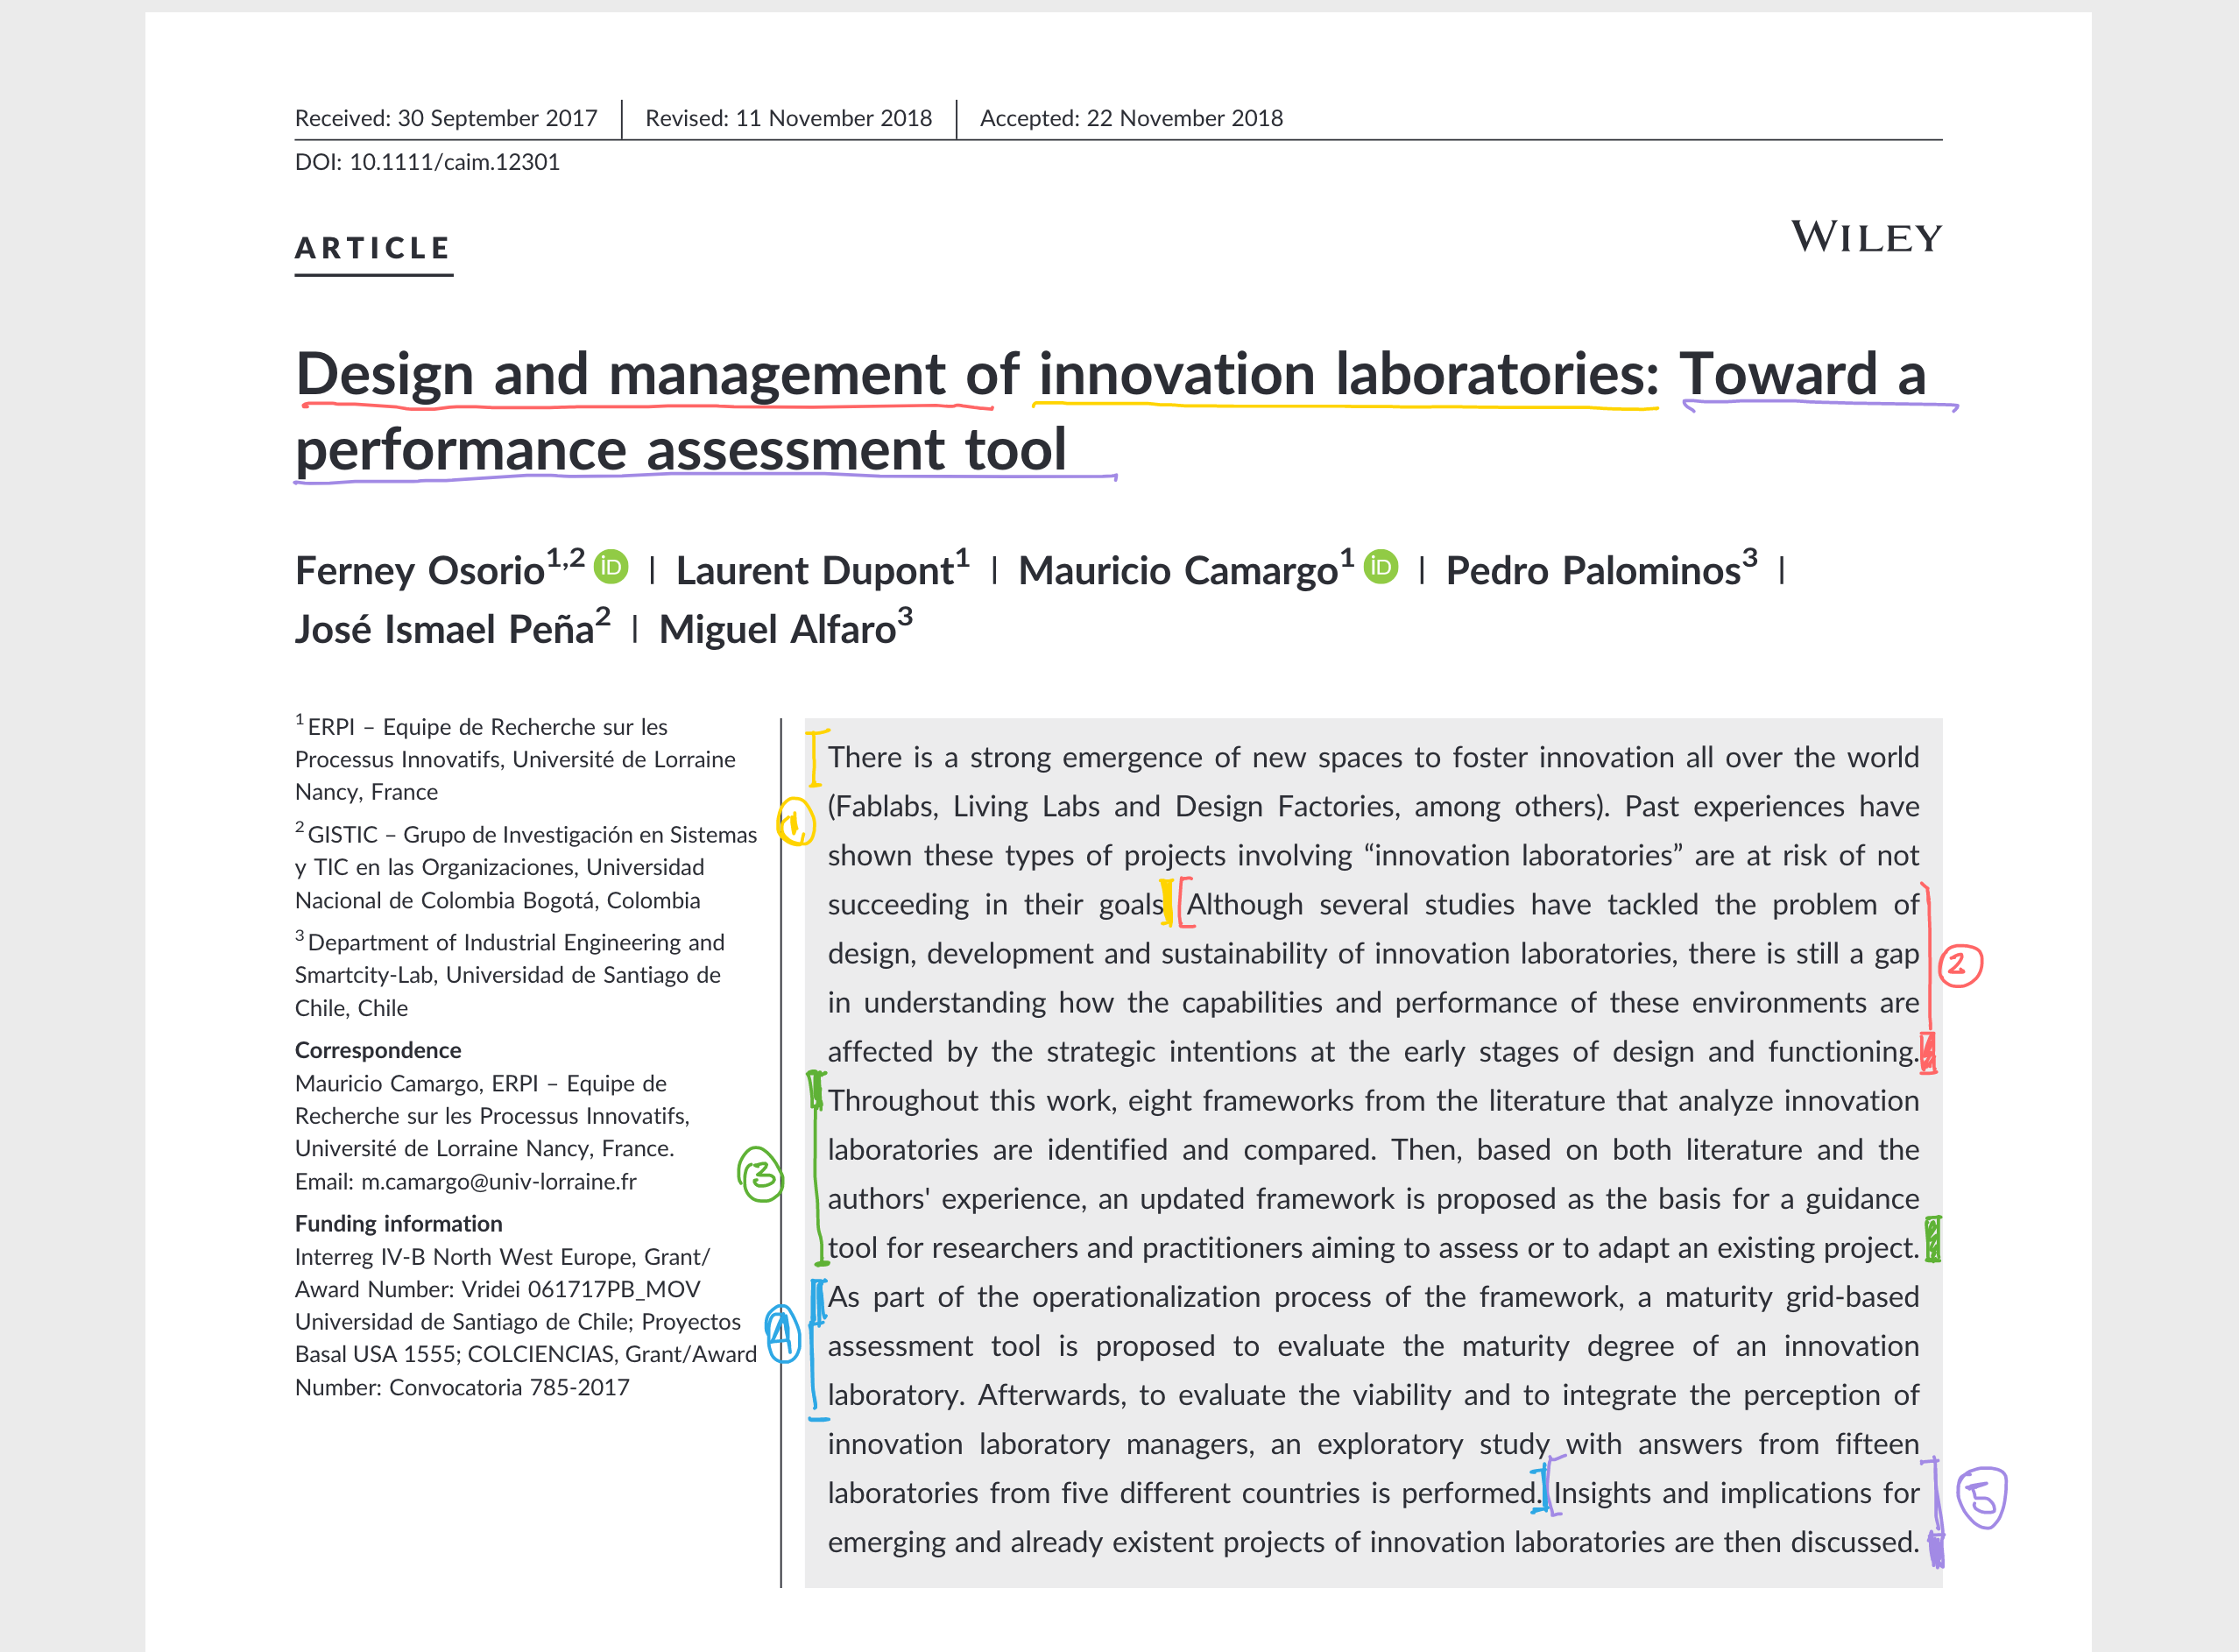 Received: 30 September 2017 | Revised: 11 November 2018 | Accepted: 22 November 2018
DOI: 10.1111/caim.12301
WILEY
ARTICLE
Design and management of innovation laboratories: Toward a
performance assessment tool
Ferney Osorio1,2 iD | Laurent Dupont1 | Mauricio Camargo1 iD | Pedro Palominos3 |
José Ismael Peña2 | Miguel Alfaro3
1 ERPI – Equipe de Recherche sur les
Processus Innovatifs, Université de Lorraine
Nancy, France
2 GISTIC – Grupo de Investigación en Sistemas
y TIC en las Organizaciones, Universidad
Nacional de Colombia Bogotá, Colombia
3 Department of Industrial Engineering and
Smartcity-Lab, Universidad de Santiago de
Chile, Chile
Correspondence
Mauricio Camargo, ERPI – Equipe de
Recherche sur les Processus Innovatifs,
Université de Lorraine Nancy, France.
Email: m.camargo@univ-lorraine.fr
Funding information
Interreg IV-B North West Europe, Grant/
Award Number: Vridei 061717PB_MOV
Universidad de Santiago de Chile; Proyectos
Basal USA 1555; COLCIENCIAS, Grant/Award
Number: Convocatoria 785-2017
There is a strong emergence of new spaces to foster innovation all over the world
1
(Fablabs, Living Labs and Design Factories, among others). Past experiences have
shown these types of projects involving “innovation laboratories” are at risk of not
succeeding in their goals. Although several studies have tackled the problem of
design, development and sustainability of innovation laboratories, there is still a gap
2
in understanding how the capabilities and performance of these environments are
affected by the strategic intentions at the early stages of design and functioning.
Throughout this work, eight frameworks from the literature that analyze innovation
laboratories are identified and compared. Then, based on both literature and the
3
authors' experience, an updated framework is proposed as the basis for a guidance
tool for researchers and practitioners aiming to assess or to adapt an existing project.
As part of the operationalization process of the framework, a maturity grid-based
4
assessment tool is proposed to evaluate the maturity degree of an innovation
laboratory. Afterwards, to evaluate the viability and to integrate the perception of
innovation laboratory managers, an exploratory study with answers from fifteen
laboratories from five different countries is performed. Insights and implications for
5
emerging and already existent projects of innovation laboratories are then discussed.